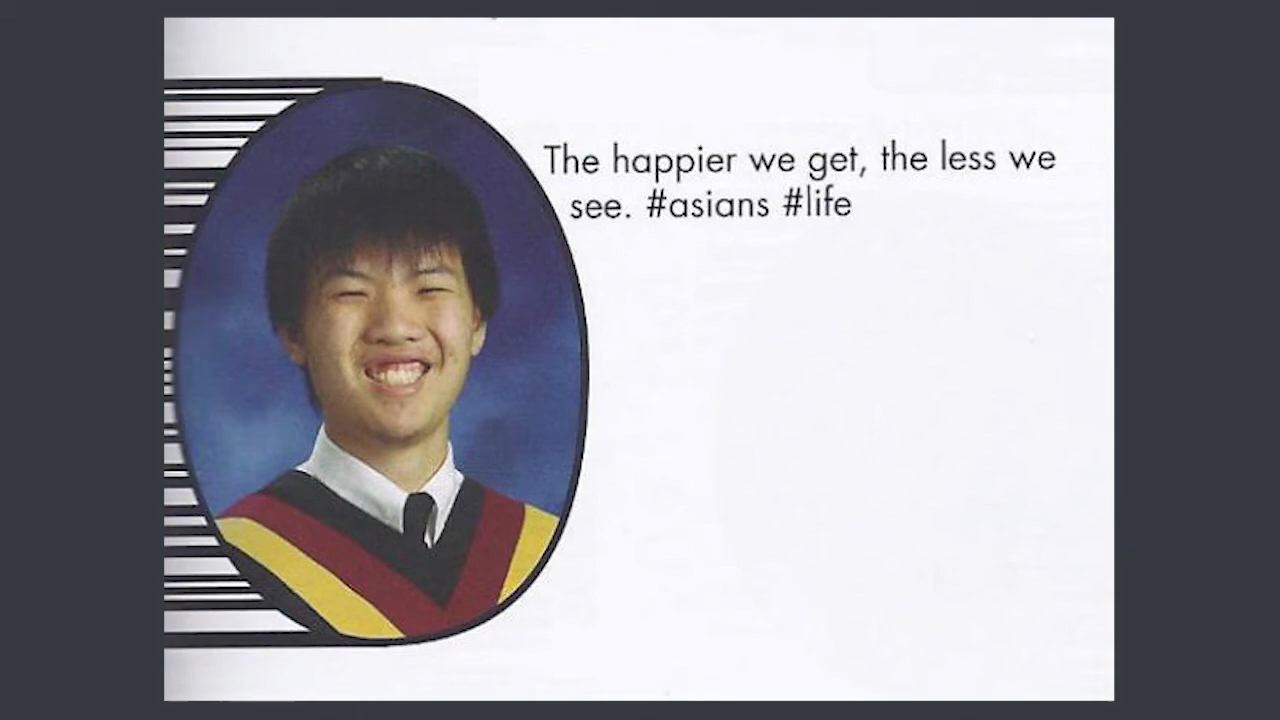 The happier we get, the less we
see. #asians #life